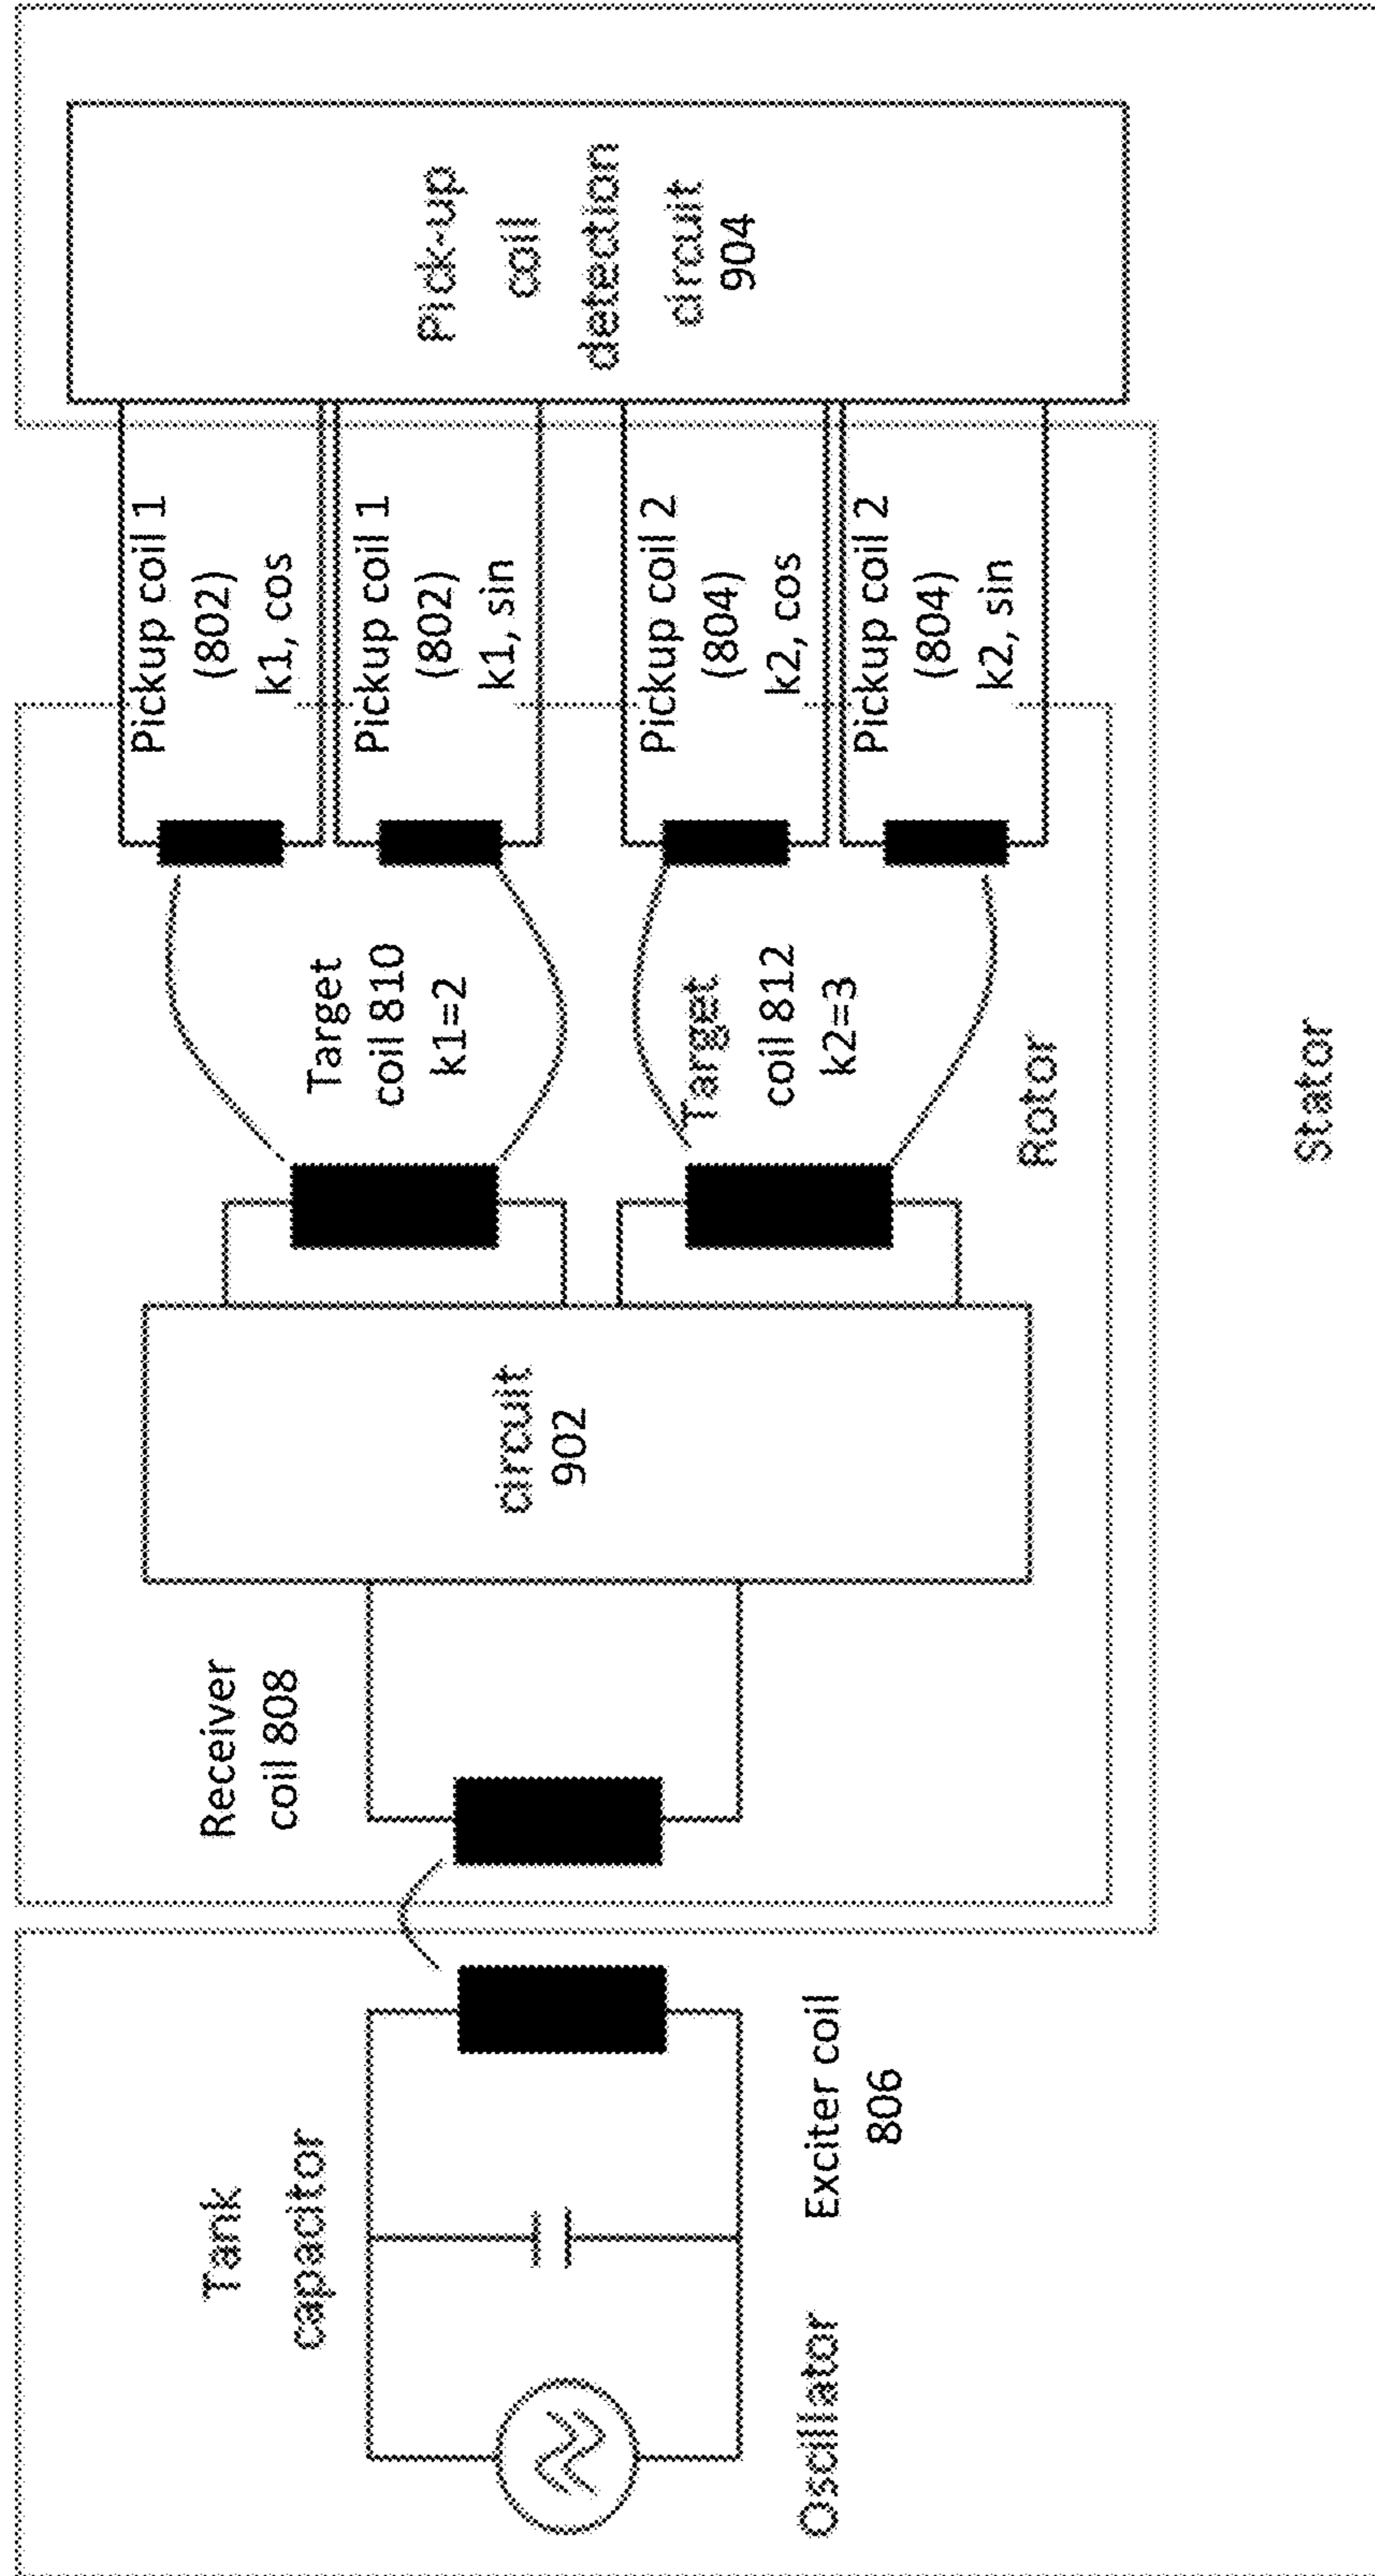 Oscillator
Tank
capacitor
Exciter coil
806
Receiver
coil 808
circuit
902
Target
coil 810
k1=2
Target
coil 812
k2=3
Rotor
Stator
Pickup coil 1
(802)
k1, cos
Pickup coil 1
(802)
k1, sin
Pickup coil 2
(804)
k2, cos
Pickup coil 2
(804)
k2, sin
Pick-up
coil
detection
circuit
904